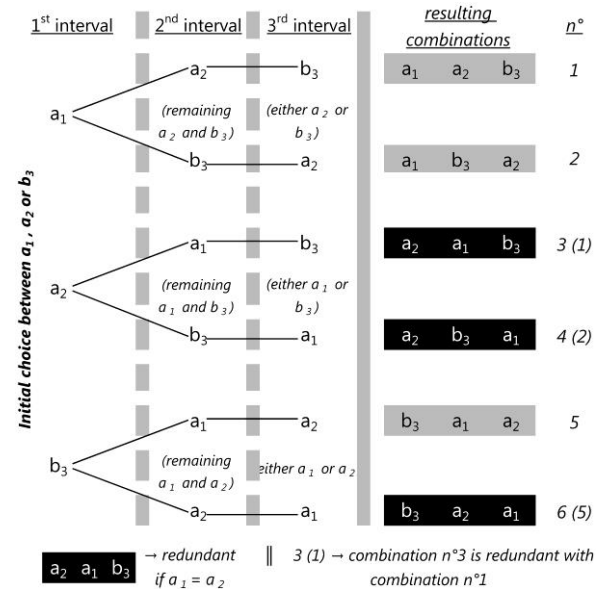 1st interval 2nd interval 3rd interval resulting combinations n°
Initial choice between a1 , a2 or b3
a1
a2 b3 a1 a2 b3 1
(remaining a2 and b3 ) (either a2 or b3 )
b3 a2 a1 b3 a2 2
a2
a1 b3 a2 a1 b3 3 (1)
(remaining a1 and b3 ) (either a1 or b3 )
b3 a1 a2 b3 a1 4 (2)
b3
a1 a2 b3 a1 a2 5
(remaining a1 and a2 ) either a1 or a2
a2 a1 b3 a2 a1 6 (5)
a2 a1 b3 → redundant if a1 = a2
‖ 3 (1) → combination n°3 is redundant with combination n°1